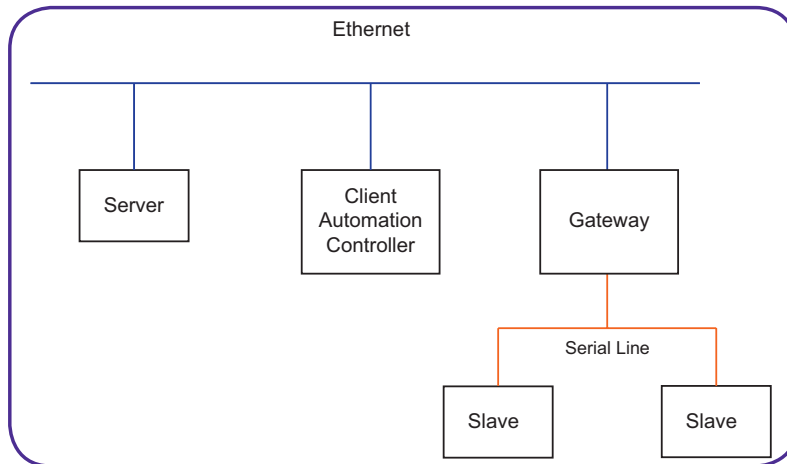 Ethernet
Server
Client
Automation
Controller
Gateway
Serial Line
Slave
Slave